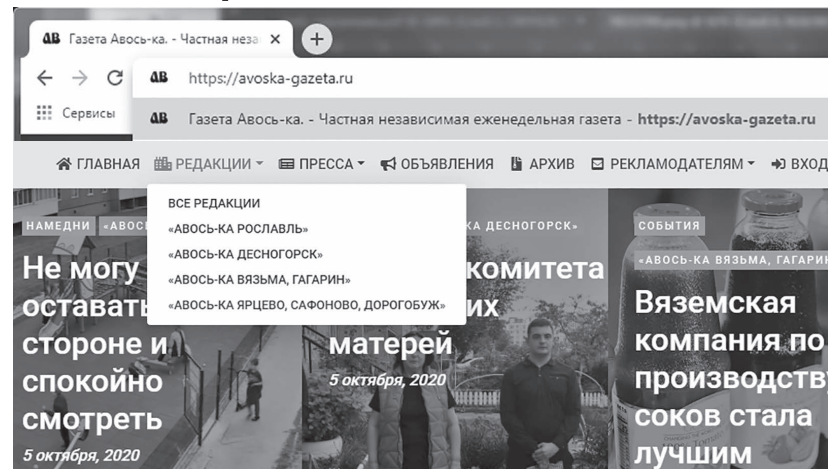 АВ Газета Авось-ка. - Частная неза
https://avoska-gazeta.ru
Сервисы
АВ Газета Авось-ка. - Частная независимая еженедельная газета - https://avoska-gazeta.ru
ГЛАВНАЯ РЕДАКЦИИ ПРЕССА ОБЪЯВЛЕНИЯ АРХИВ РЕКЛАМОДАТЕЛЯМ ВХОД
ВСЕ РЕДАКЦИИ
«АВОСЬ-КА РОСЛАВЛЬ»
«АВОСЬ-КА ДЕСНОГОРСК»
«АВОСЬ-КА ВЯЗЬМА, ГАГАРИН»
«АВОСЬ-КА ЯРЦЕВО, САФОНОВО, ДОРОГОБУЖ»
НАМЕДНИ
Не могу
стороне и
спокойно
смотреть
5 октября, 2020
КА ДЕСНОГОРСК»
комитета
их
матерей
5 октября, 2020
СОБЫТИЯ
«АВОСЬ-КА ВЯЗЬМА, ГАГАРИН
Вяземская
компания по
производств
соков стала
лучшим